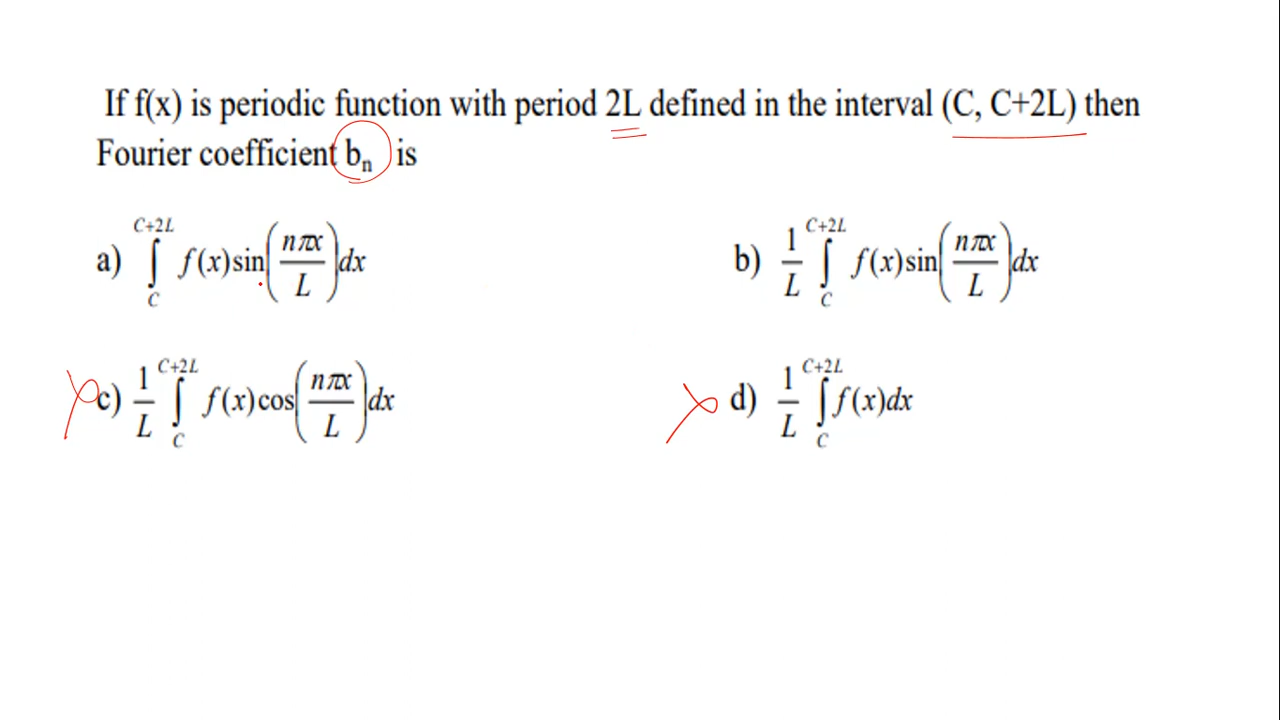 If f(x) is periodic function with period 2L defined in the interval (C, C+2L) then
Fourier coefficient bₙ is
a) ∫_C^{C+2L} f(x) sin(nπx/L) dx
b) 1/L ∫_C^{C+2L} f(x) sin(nπx/L) dx
c) 1/L ∫_C^{C+2L} f(x) cos(nπx/L) dx
d) 1/L ∫_C^{C+2L} f(x) dx